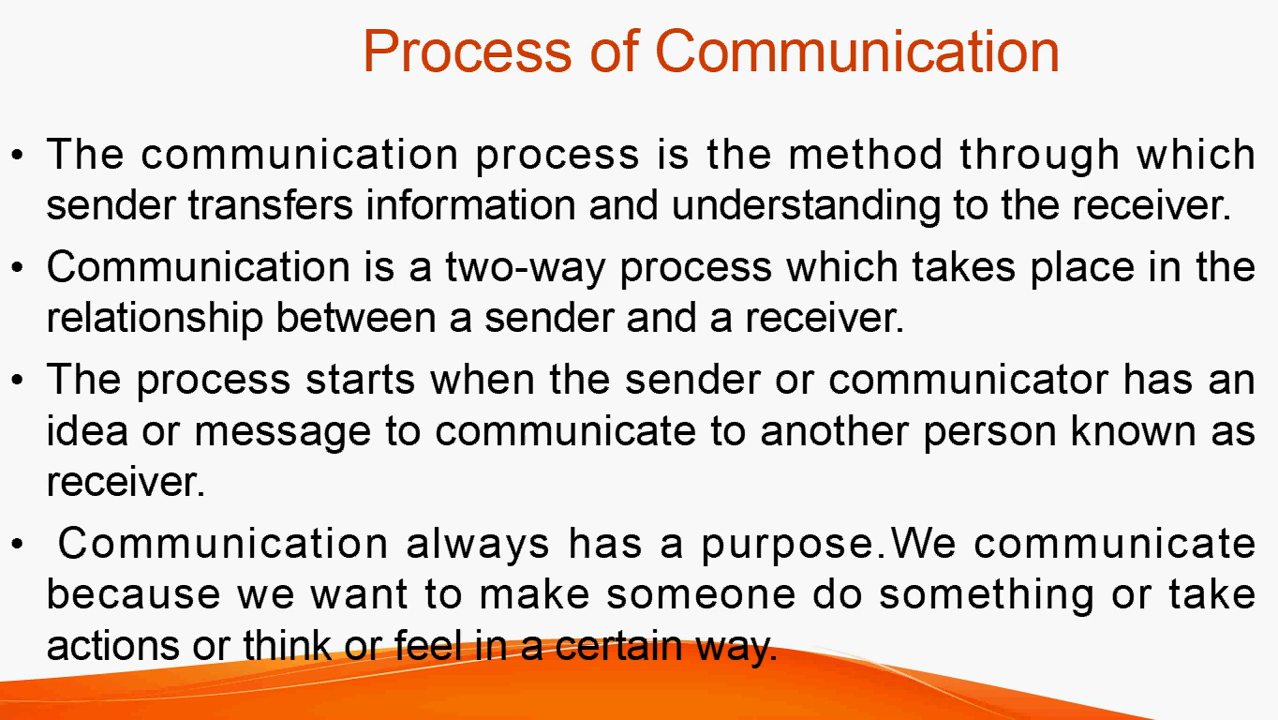 Process of Communication
• The communication process is the method through which
sender transfers information and understanding to the receiver.
• Communication is a two-way process which takes place in the
relationship between a sender and a receiver.
• The process starts when the sender or communicator has an
idea or message to communicate to another person known as
receiver.
• Communication always has a purpose.We communicate
because we want to make someone do something or take
actions or think or feel in a certain way.